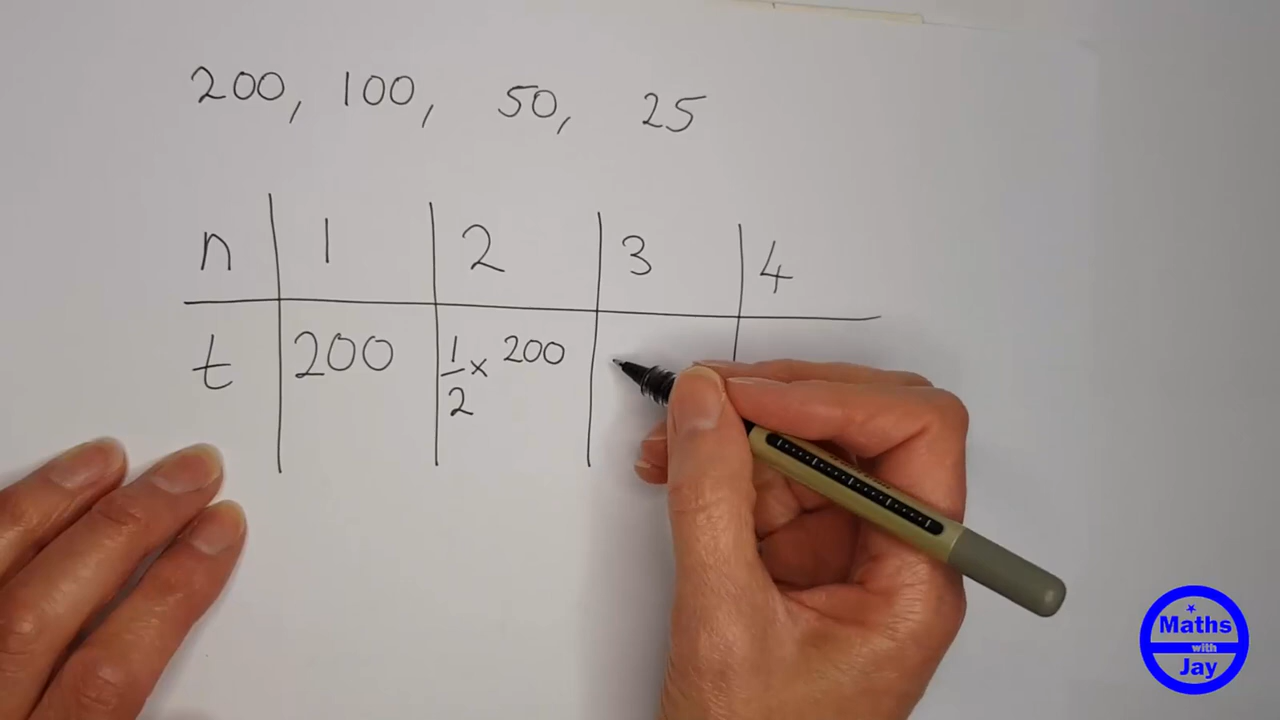 200, 100, 50, 25
n 1 2 3 4
t 200 1/2 × 200
Maths
with
Jay